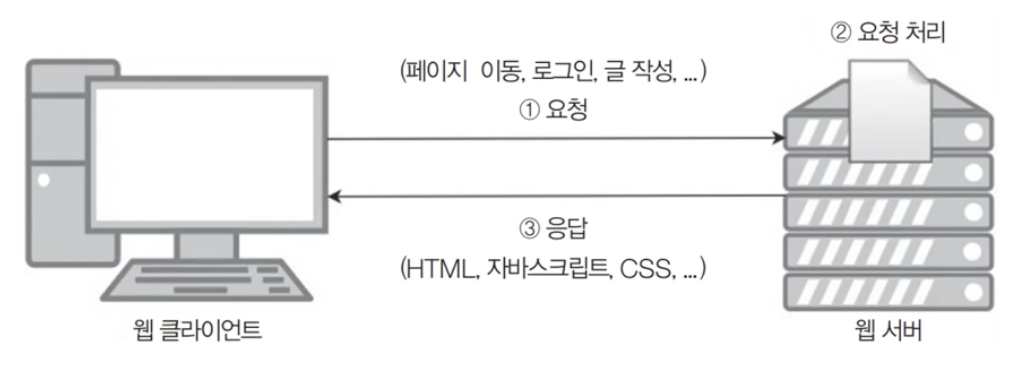 ② 요청 처리
(페이지 이동, 로그인, 글 작성, ...)
① 요청
③ 응답
(HTML, 자바스크립트, CSS, ...)
웹 클라이언트
웹 서버